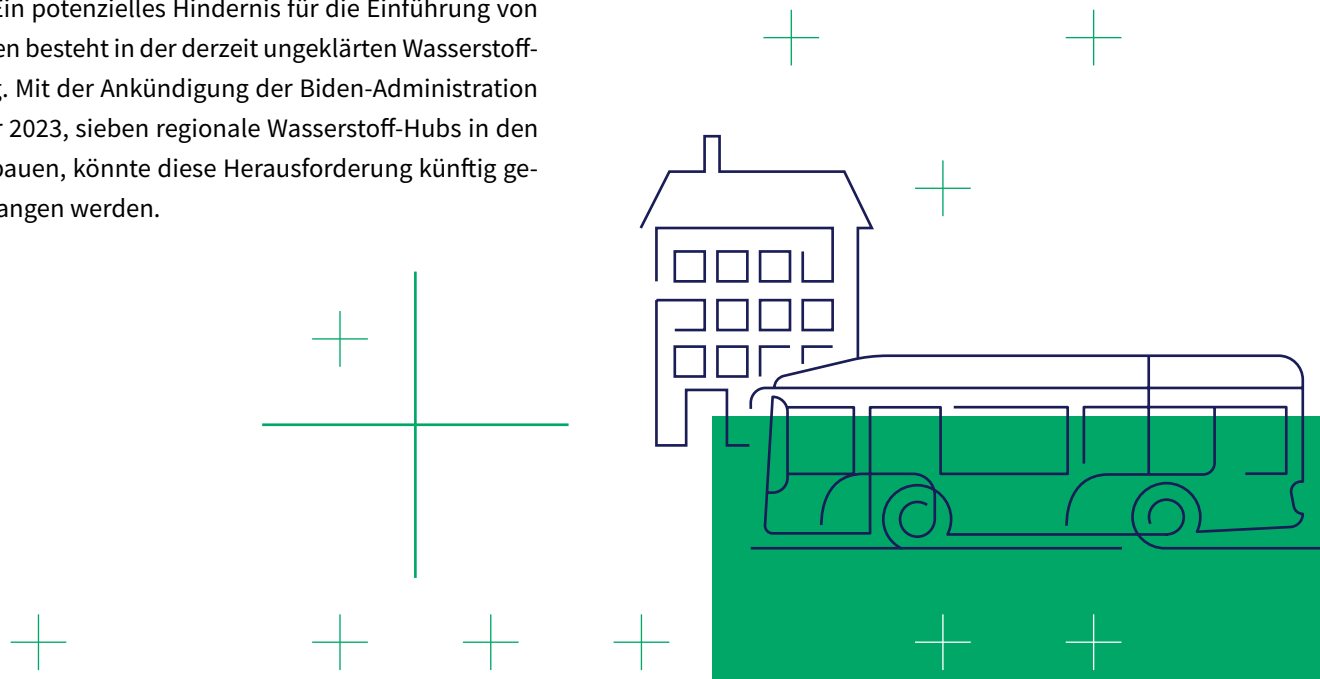 Ein potenzielles Hindernis für die Einführung von
en besteht in der derzeit ungeklärten Wasserstoff-
g. Mit der Ankündigung der Biden-Administration
r 2023, sieben regionale Wasserstoff-Hubs in den
bauen, könnte diese Herausforderung künftig ge-
angen werden.